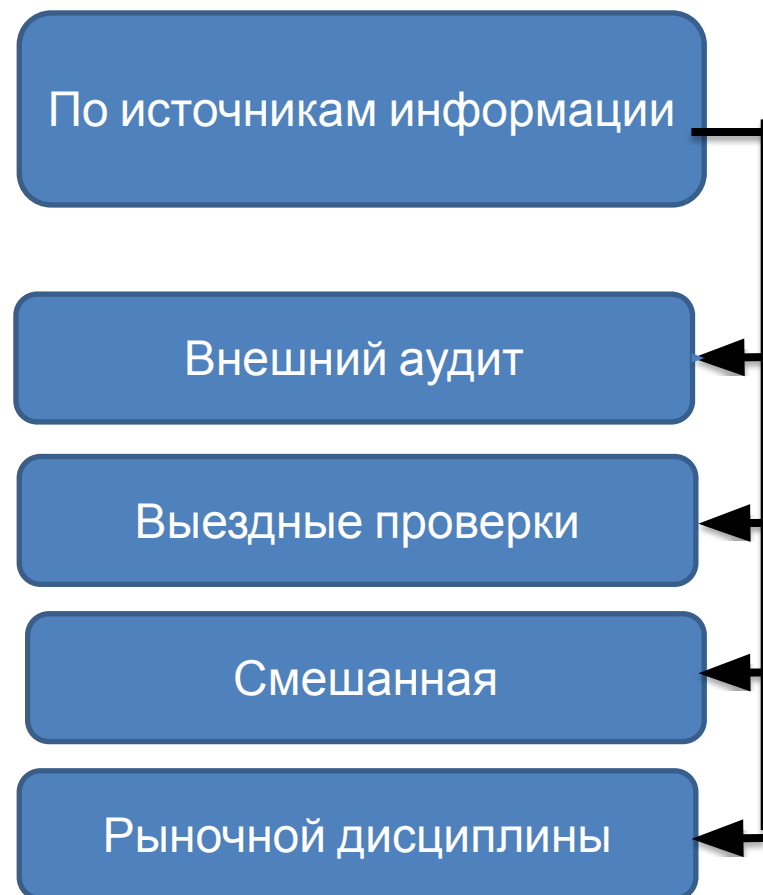 По источникам информации
Внешний аудит
Выездные проверки
Смешанная
Рыночной дисциплины